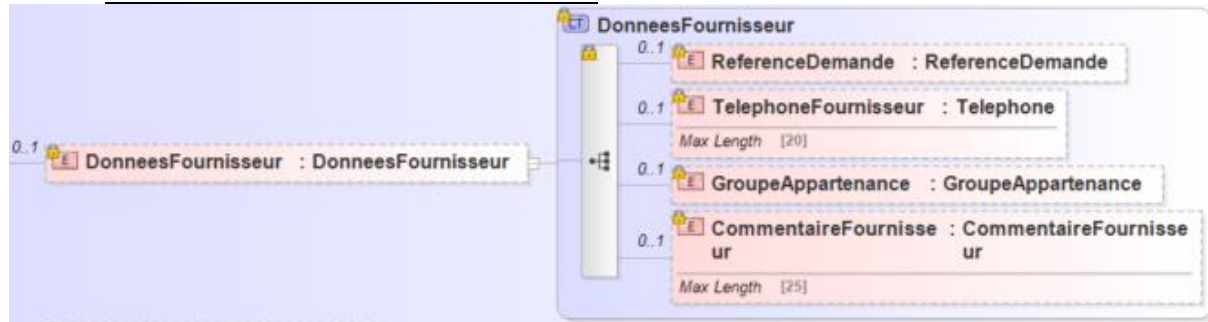 CT DonneesFournisseur
0..1 E ReferenceDemande : ReferenceDemande
0..1 E TelephoneFournisseur : Telephone
Max Length [20]
0..1 E DonneesFournisseur : DonneesFournisseur
0..1 E GroupeAppartenance : GroupeAppartenance
0..1 E CommentaireFournisse : CommentaireFournisse
ur ur
Max Length [25]